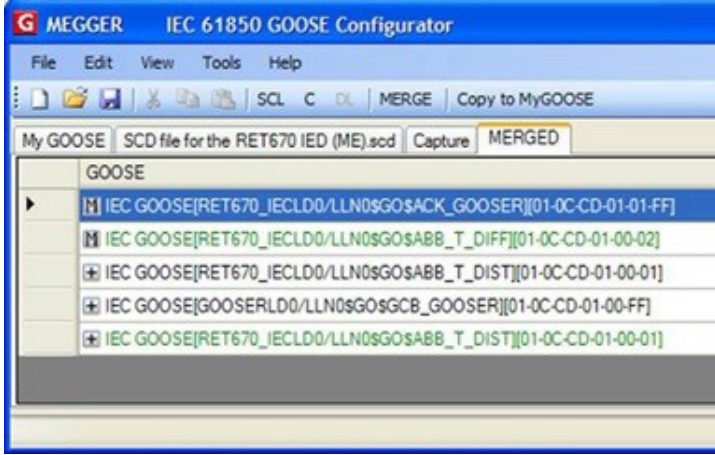 G MEGGER IEC 61850 GOOSE Configurator
File Edit View Tools Help
SCL C DL MERGE Copy to MyGOOSE
My GOOSE SCD file for the RET670 IED (ME).scd Capture MERGED
GOOSE
M IEC GOOSE[RET670_IECLD0/LLN0$GO$ACK_GOOSER][01-0C-CD-01-01-FF]
M IEC GOOSE[RET670_IECLD0/LLN0$GO$ABB_T_DIFF][01-0C-CD-01-00-02]
IEC GOOSE[RET670_IECLD0/LLN0$GO$ABB_T_DIST][01-0C-CD-01-00-01]
IEC GOOSE[GOOSERLD0/LLN0$GO$GCB_GOOSER][01-0C-CD-01-00-FF]
IEC GOOSE[RET670_IECLD0/LLN0$GO$ABB_T_DIST][01-0C-CD-01-00-01]